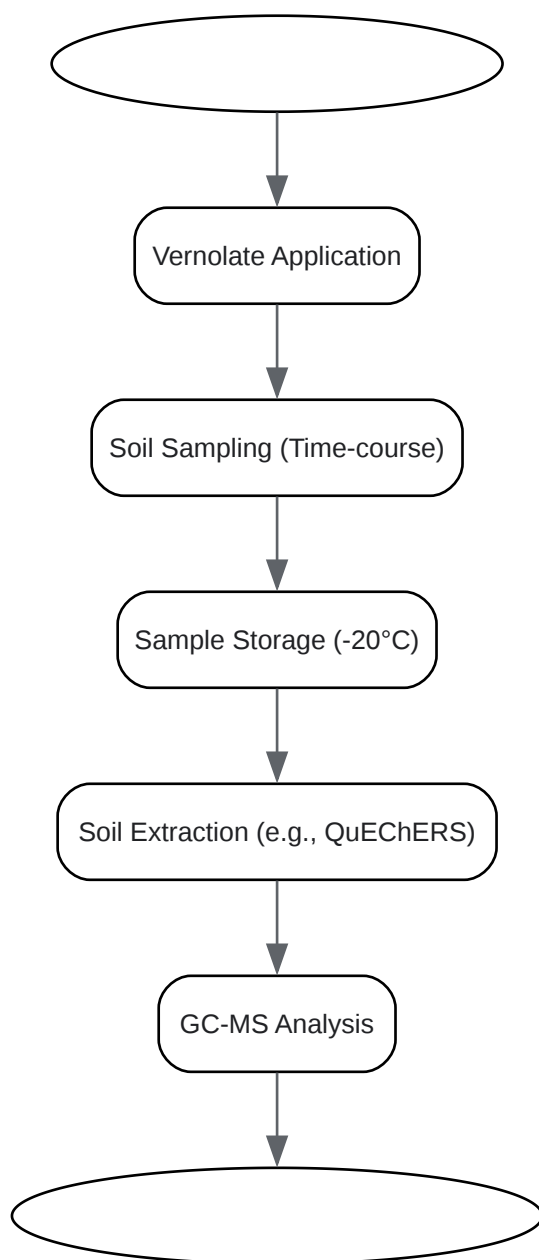 Vernolate Application
Soil Sampling (Time-course)
Sample Storage (-20°C)
Soil Extraction (e.g., QuEChERS)
GC-MS Analysis